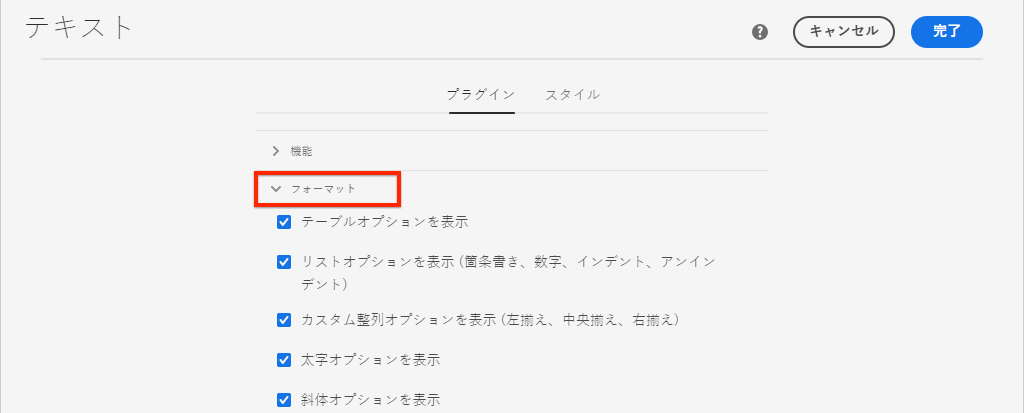 テキスト
? キャンセル 完了
プラグイン スタイル
機能
フォーマット
テーブルオプションを表示
リストオプションを表示 (箇条書き、数字、インデント、アンイン
デント)
カスタム整列オプションを表示 (左揃え、中央揃え、右揃え)
太字オプションを表示
斜体オプションを表示